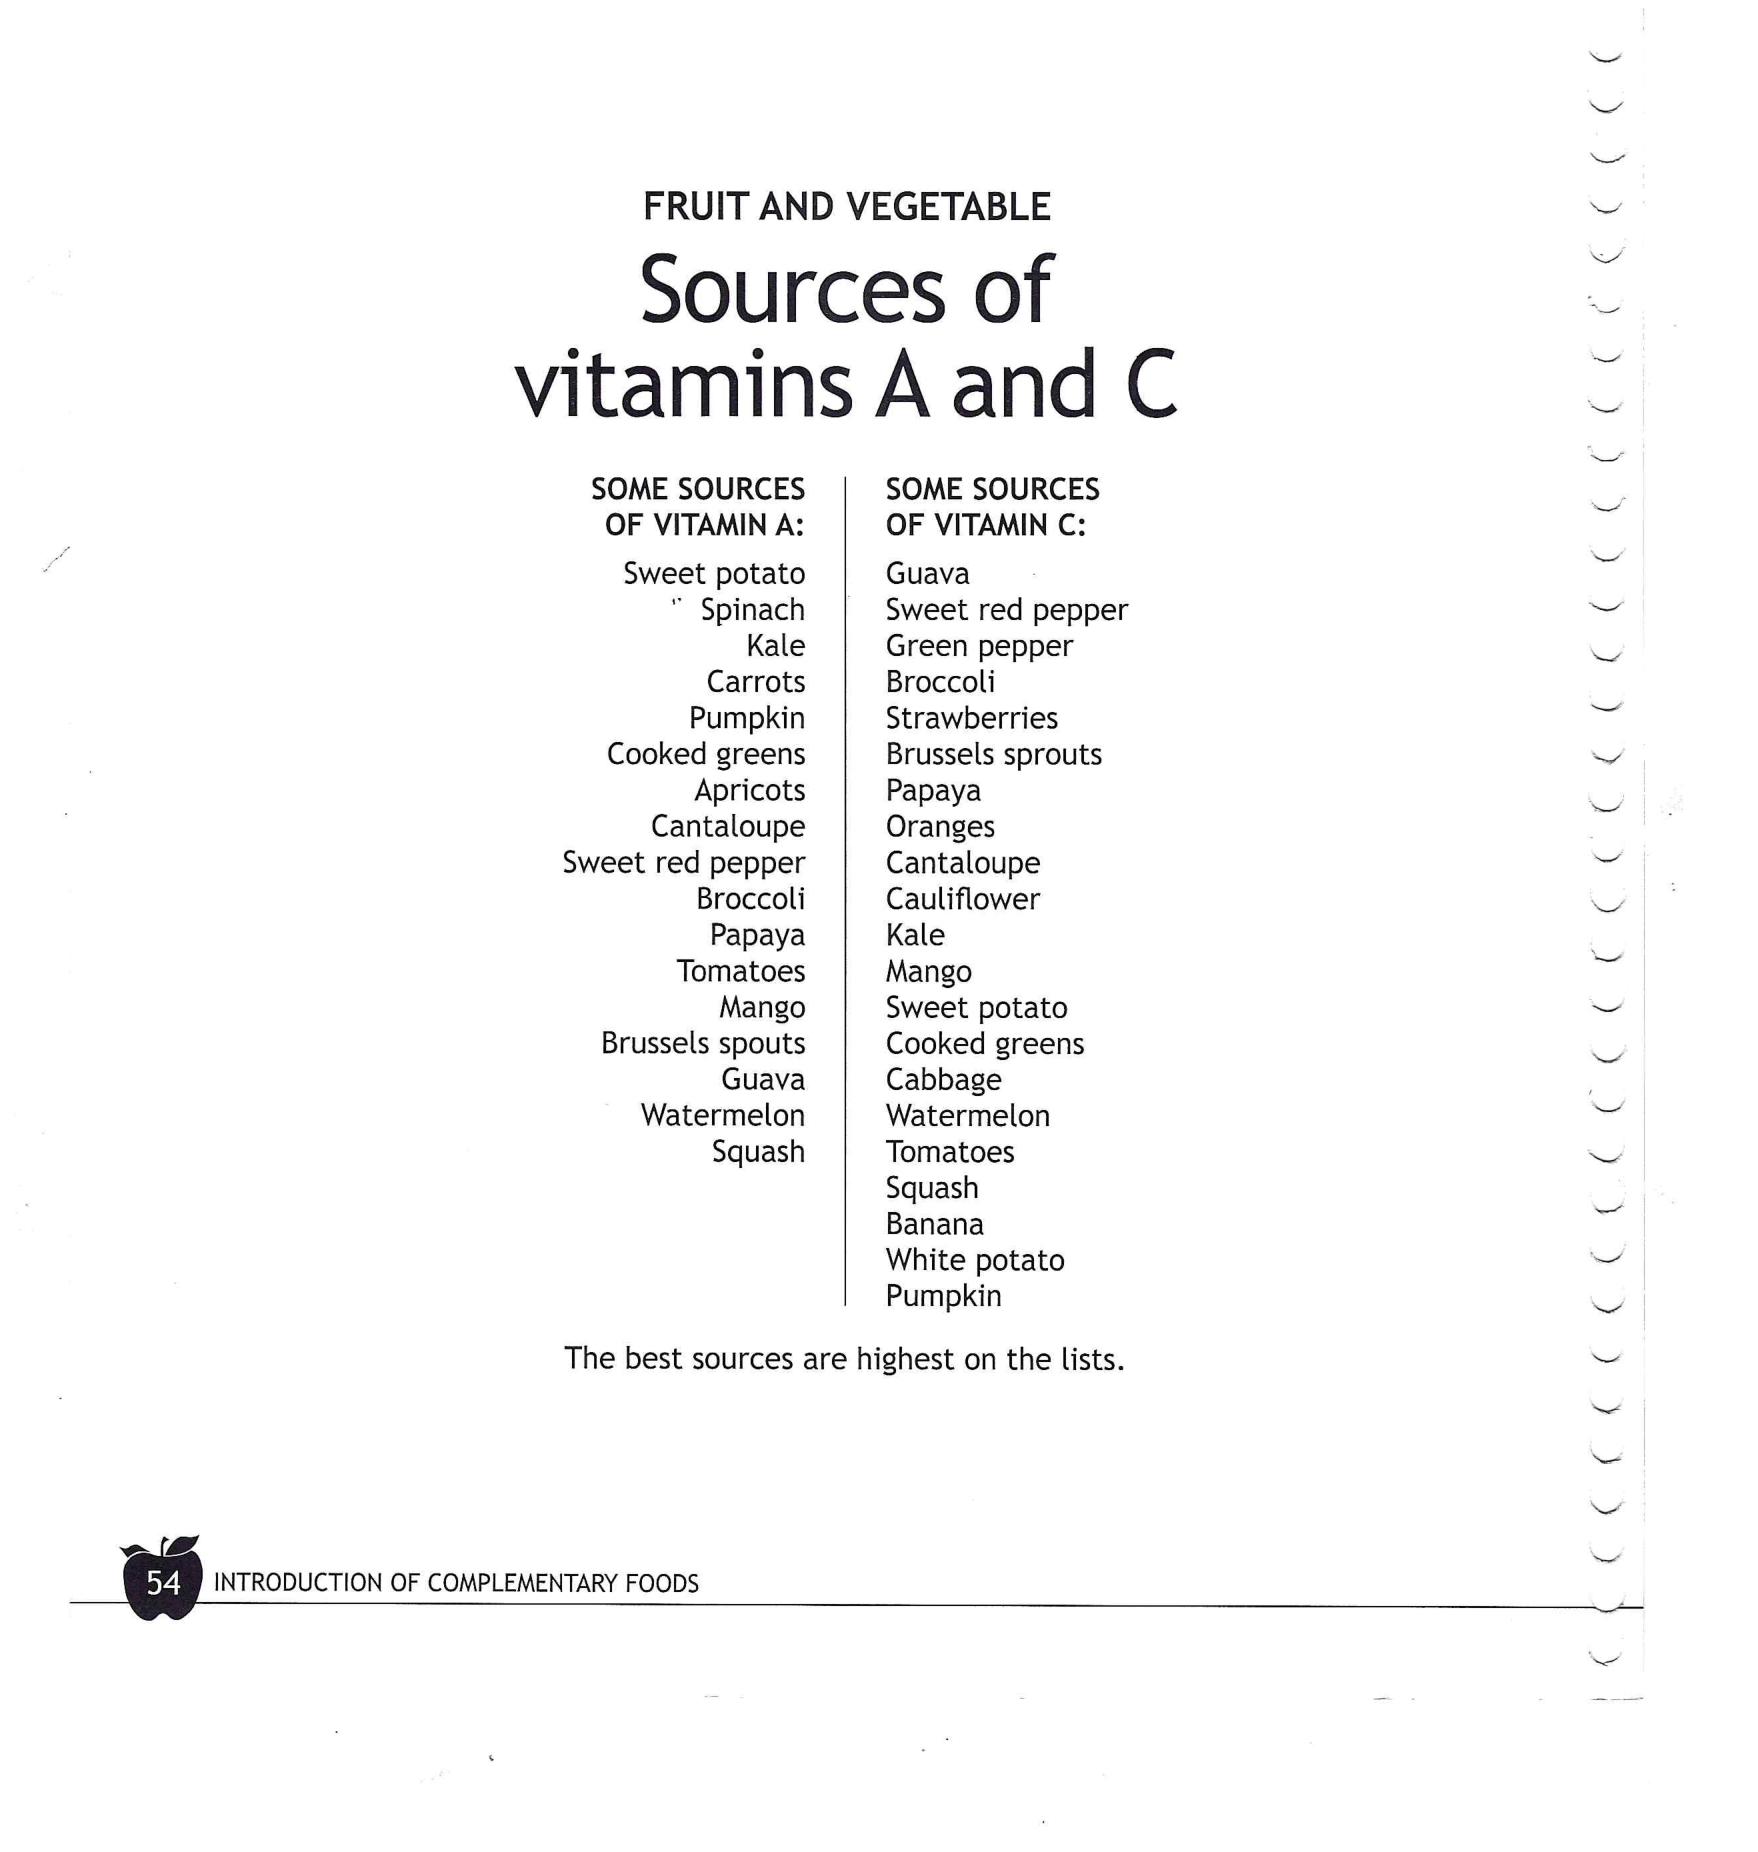 FRUIT AND VEGETABLE
Sources of
vitamins A and C
SOME SOURCES
OF VITAMIN A:
Sweet potato
Spinach
Kale
Carrots
Pumpkin
Cooked greens
Apricots
Cantaloupe
Sweet red pepper
Broccoli
Papaya
Tomatoes
Mango
Brussels spouts
Guava
Watermelon
Squash
SOME SOURCES
OF VITAMIN C:
Guava
Sweet red pepper
Green pepper
Broccoli
Strawberries
Brussels sprouts
Papaya
Oranges
Cantaloupe
Cauliflower
Kale
Mango
Sweet potato
Cooked greens
Cabbage
Watermelon
Tomatoes
Squash
Banana
White potato
Pumpkin
The best sources are highest on the lists.
54 INTRODUCTION OF COMPLEMENTARY FOODS